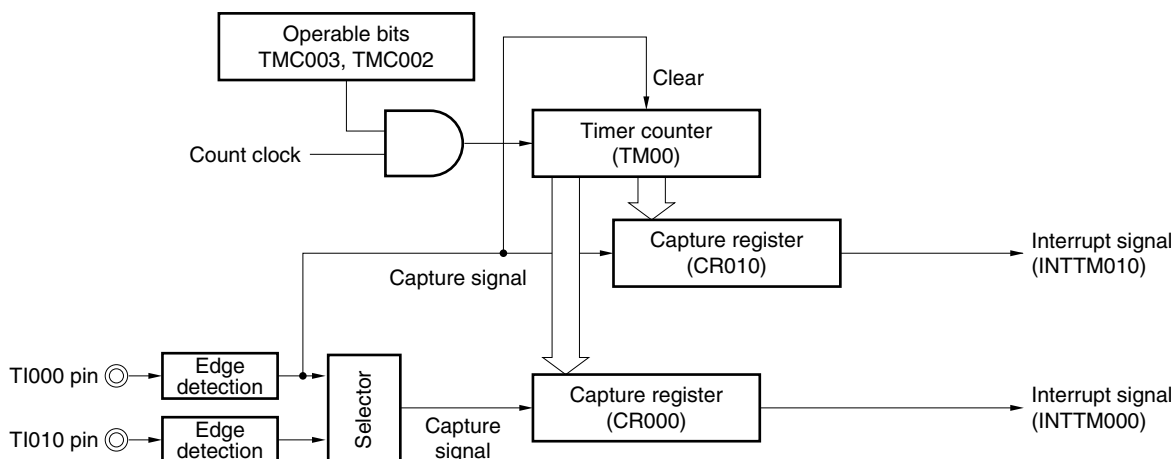 Operable bits
TMC003, TMC002
Clear
Timer counter
(TM00)
Count clock
Capture register
(CR010)
Interrupt signal
(INTTM010)
Capture signal
TI000 pin
Edge
detection
Selector
Capture register
(CR000)
Interrupt signal
(INTTM000)
TI010 pin
Edge
detection
Capture
signal